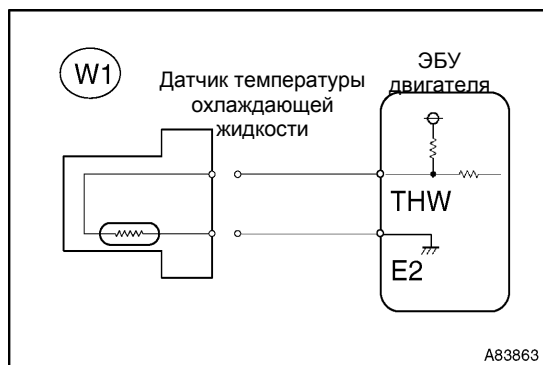 W1
Датчик температуры
охлаждающей
жидкости
ЭБУ
двигателя
THW
E2
A83863